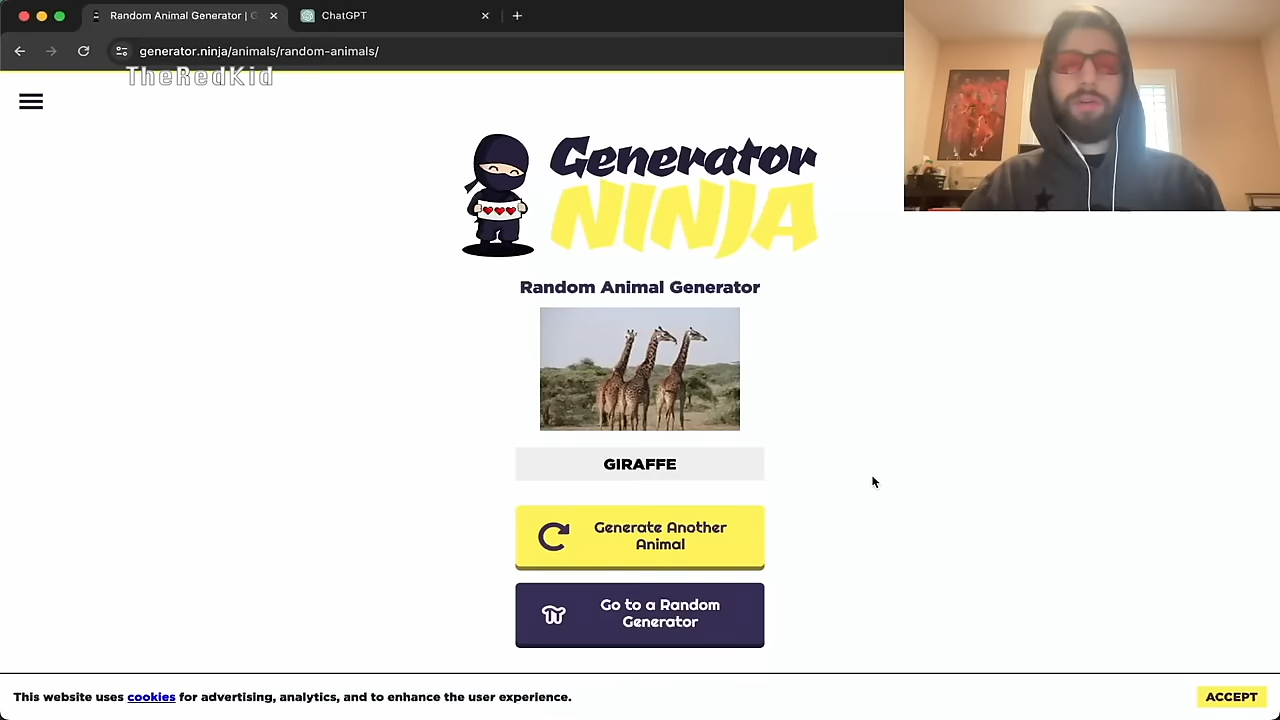 Random Animal Generator | G
ChatGPT
generator.ninja/animals/random-animals/
TheRedKid
Generator
NINJA
Random Animal Generator
GIRAFFE
Generate Another
Animal
Go to a Random
Generator
This website uses cookies for advertising, analytics, and to enhance the user experience.
ACCEPT